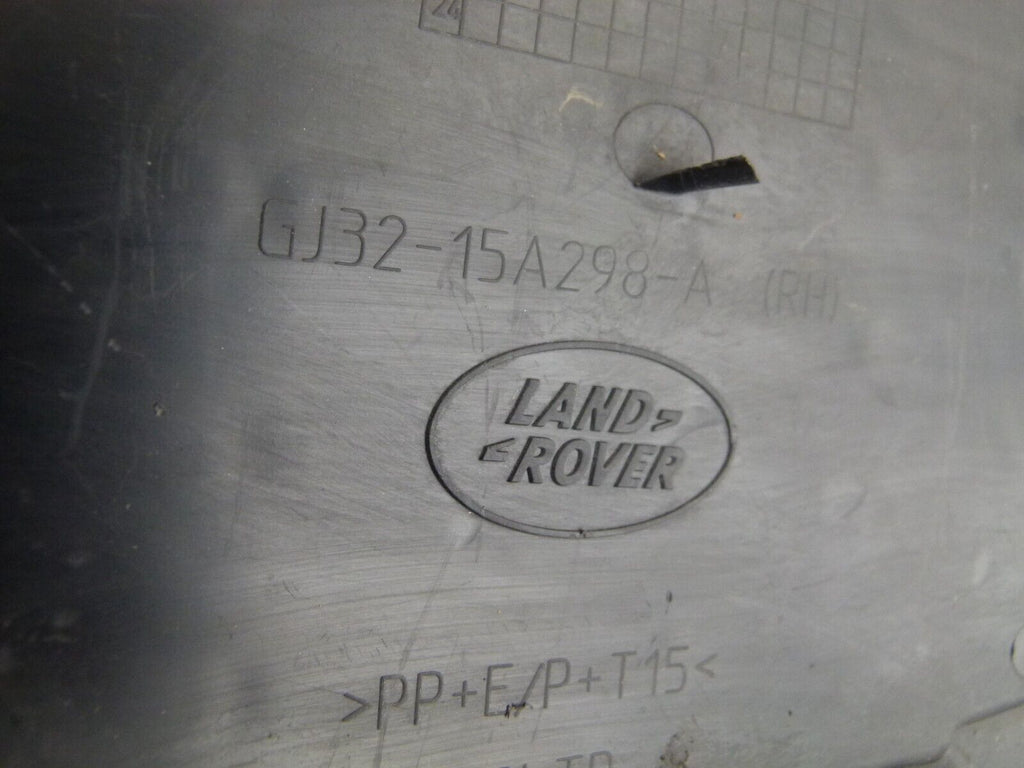 24
GJ32-15A298-A (RH)
LAND>
<ROVER
>PP+E/P+T15<